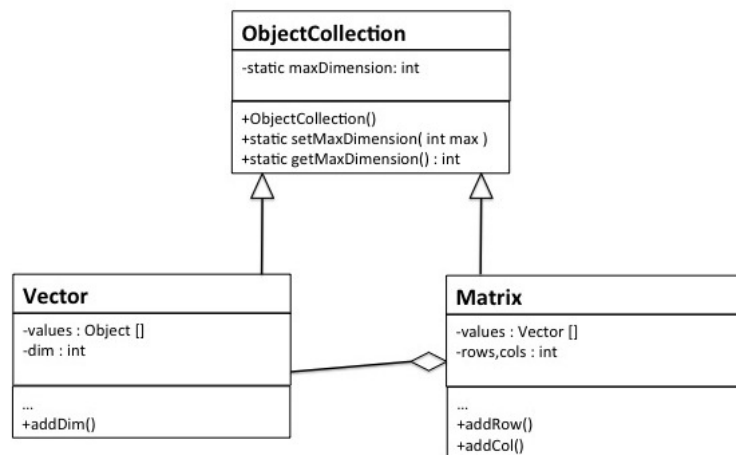 ObjectCollection
-static maxDimension: int
+ObjectCollection()
+static setMaxDimension( int max )
+static getMaxDimension() : int
Vector
-values : Object []
-dim : int
...
+addDim()
Matrix
-values : Vector []
-rows,cols : int
...
+addRow()
+addCol()